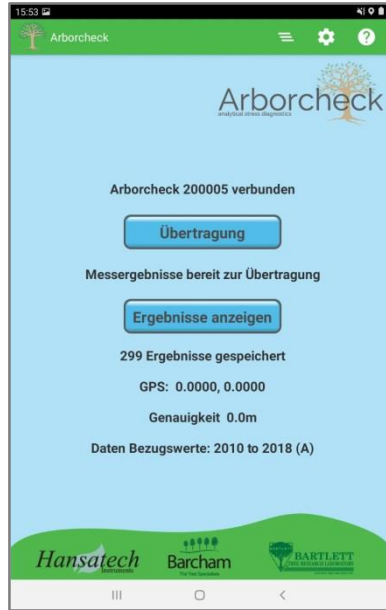 15:53
Arborcheck
Arborcheck
analytical stress diagnostics
Arborcheck 200005 verbunden
Übertragung
Messergebnisse bereit zur Übertragung
Ergebnisse anzeigen
299 Ergebnisse gespeichert
GPS: 0.0000, 0.0000
Genauigkeit 0.0m
Daten Bezugswerte: 2010 to 2018 (A)
Hansatech
Instruments
Barcham
The Tree Specialists
BARTLETT
TREE RESEARCH LABORATORY